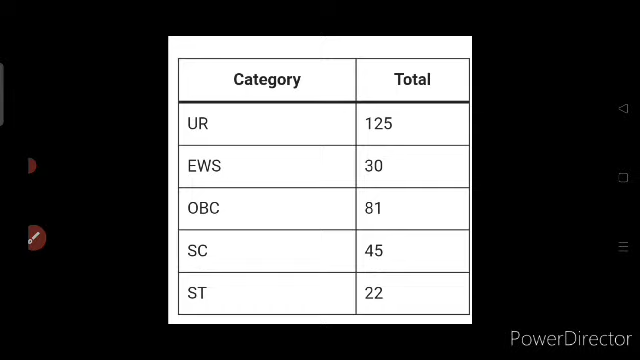 Category Total
UR 125
EWS 30
OBC 81
SC 45
ST 22
PowerDirector